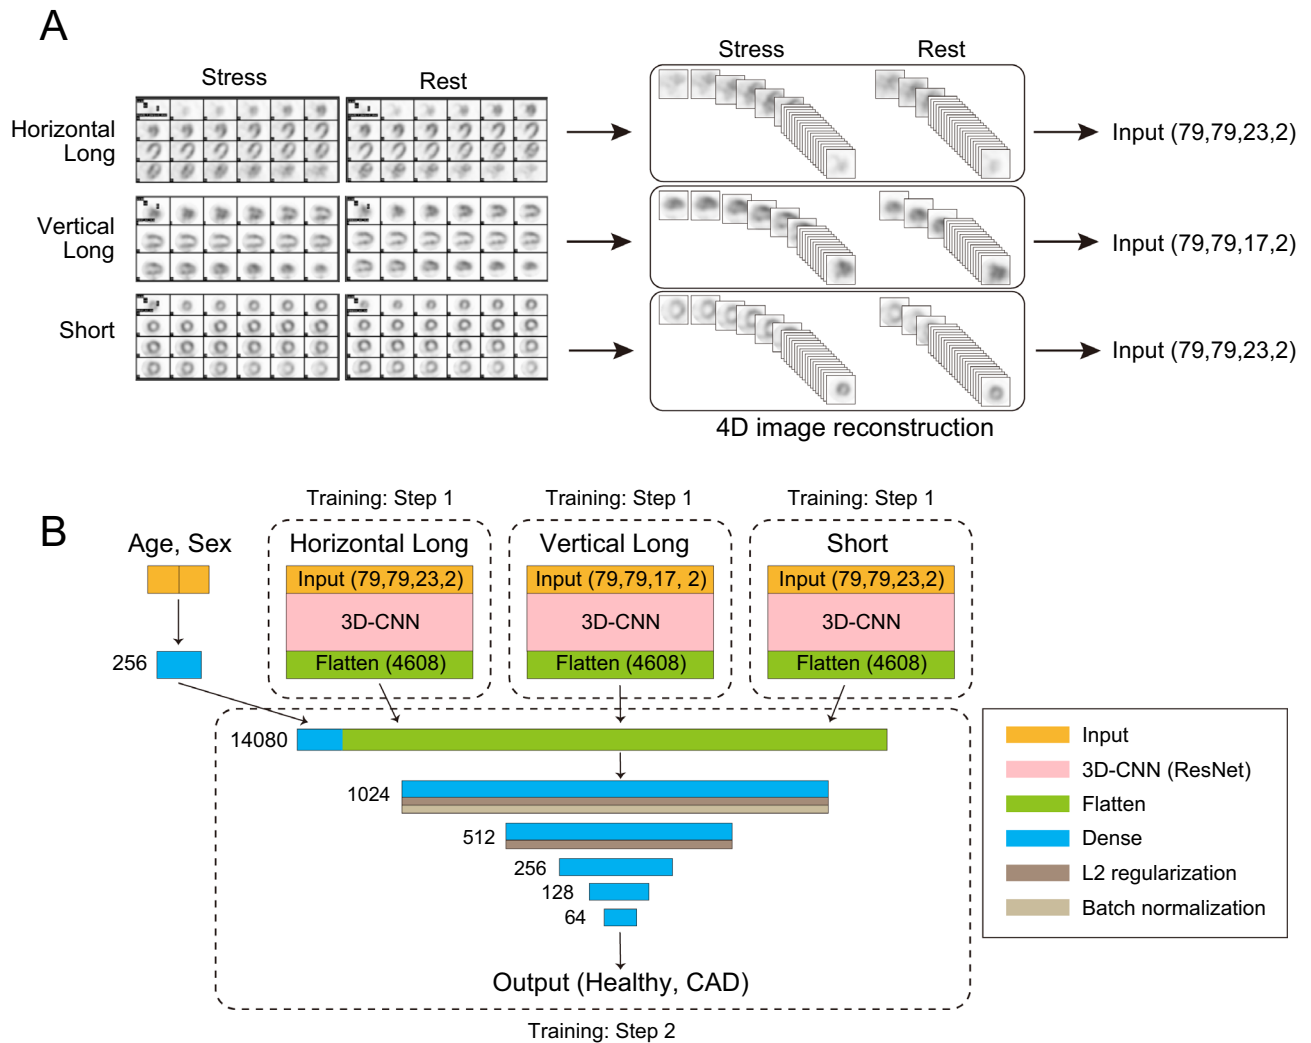 A
Stress
Rest
Stress
Rest
Horizontal
Long
Input (79,79,23,2)
Vertical
Long
Input (79,79,17,2)
Short
Input (79,79,23,2)
4D image reconstruction
B
Training: Step 1
Training: Step 1
Training: Step 1
Age, Sex
Horizontal Long
Vertical Long
Short
Input (79,79,23,2)
Input (79,79,17, 2)
Input (79,79,23,2)
3D-CNN
3D-CNN
3D-CNN
256
Flatten (4608)
Flatten (4608)
Flatten (4608)
14080
1024
512
256
128
64
Output (Healthy, CAD)
Training: Step 2
Input
3D-CNN (ResNet)
Flatten
Dense
L2 regularization
Batch normalization